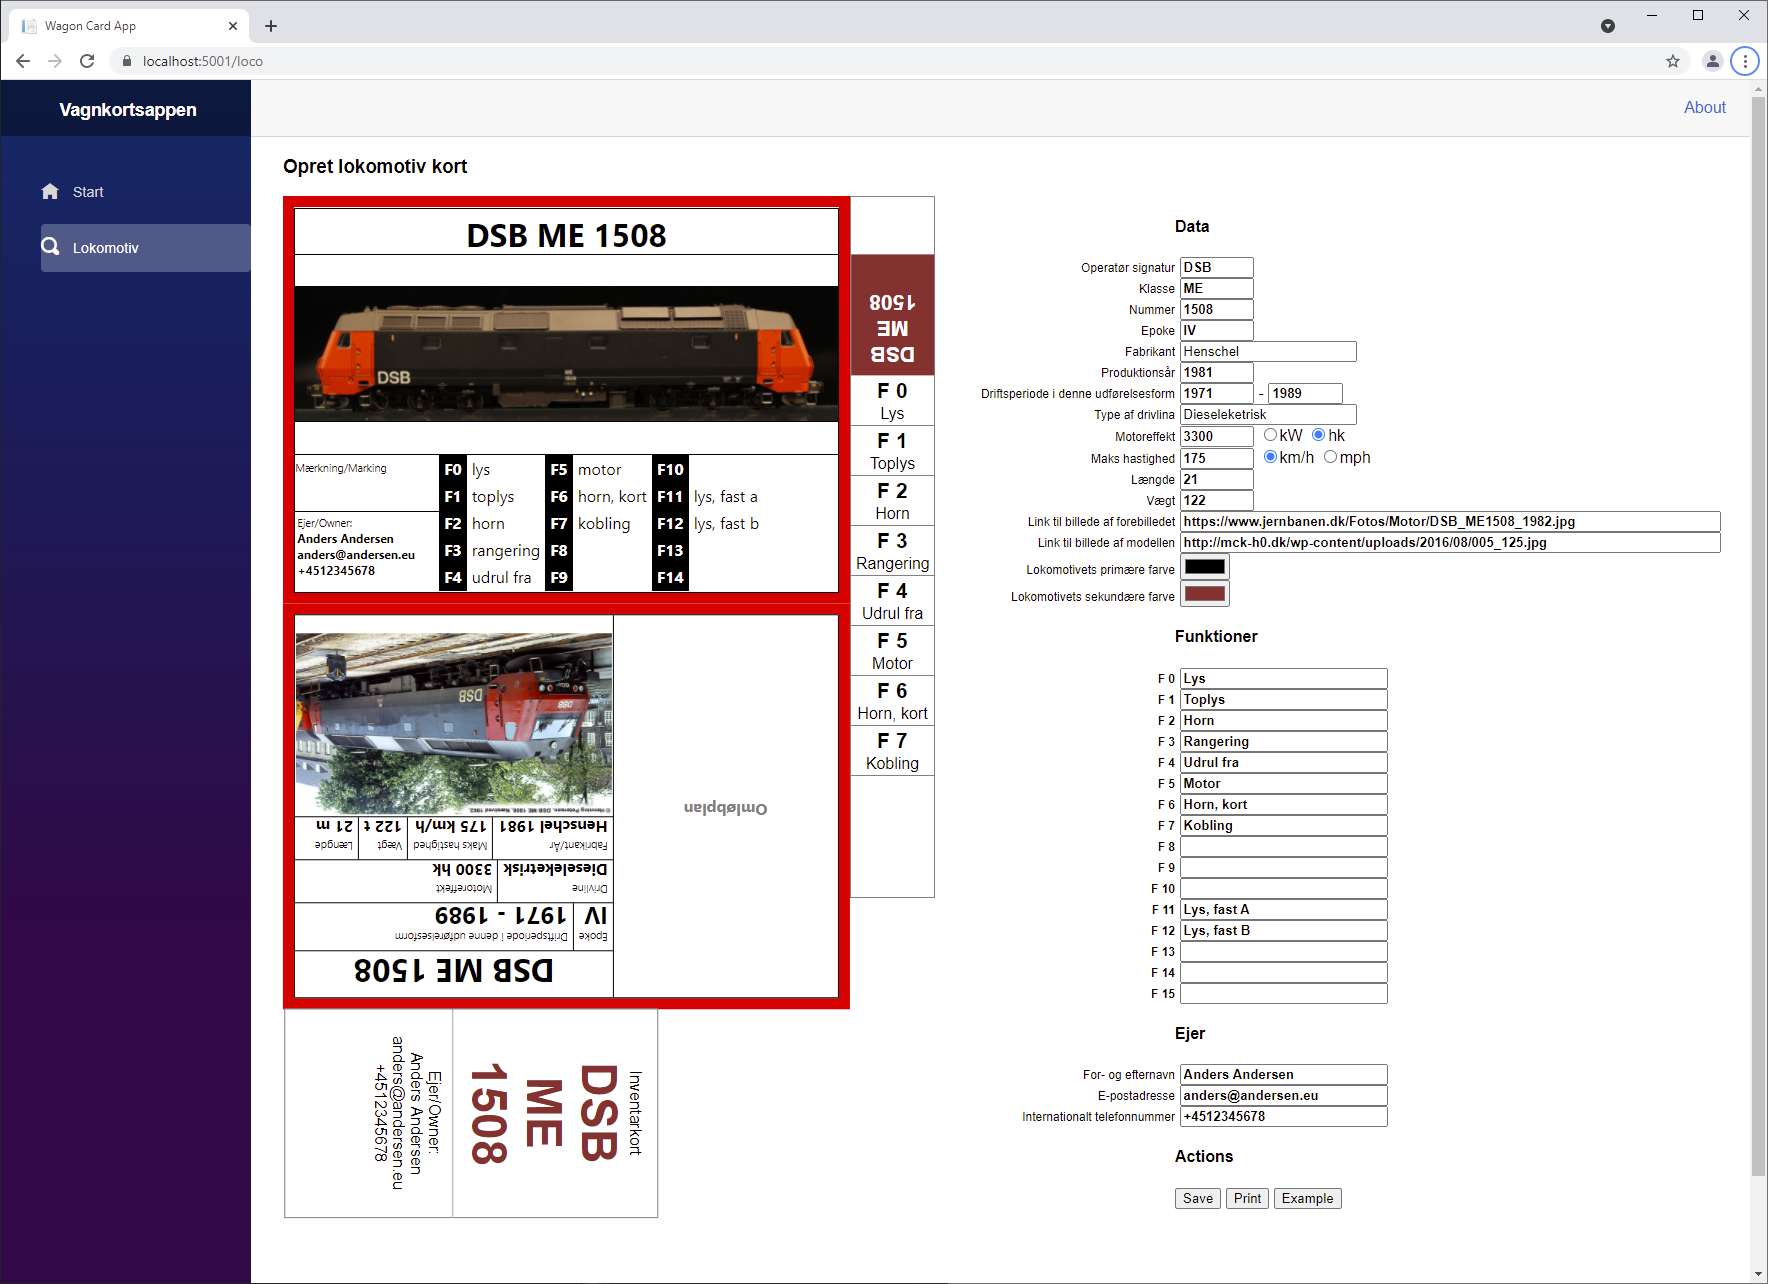 Wagon Card App
localhost:5001/loco
Vagnkortsappen
About
Start
Lokomotiv
Opret lokomotiv kort
DSB ME 1508
DSB
ME
1508
Mærkning/Marking
Ejer/Owner:
Anders Andersen
anders@andersen.eu
+4512345678
F0 lys F5 motor F10
F1 toplys F6 horn, kort F11 lys, fast a
F2 horn F7 kobling F12 lys, fast b
F3 rangering F8 F13
F4 udrul fra F9 F14
DSB
ME
1508
F 0
Lys
F 1
Toplys
F 2
Horn
F 3
Rangering
F 4
Udrul fra
F 5
Motor
F 6
Horn, kort
F 7
Kobling
DSB ME 1508
Epoke
IV
Driftsperiode i denne udførelsesform
1971 - 1989
Drivline
Dieseleketrisk
Motoreffekt
3300 hk
Fabrikant/År
Henschel 1981
Maks hastighed
175 km/h
Vægt
122 t
Længde
21 m
© Henning Petersen, DSB ME 1508, Næstved 1982.
DSB
DSB
Omløbplan
Inventarkort
DSB
ME
1508
Ejer/Owner:
Anders Andersen
anders@andersen.eu
+4512345678
Data
Operatør signatur DSB
Klasse ME
Nummer 1508
Epoke IV
Fabrikant Henschel
Produktionsår 1981
Driftsperiode i denne udførelsesform 1971 - 1989
Type af drivlina Dieseleketrisk
Motoreffekt 3300 kW hk
Maks hastighed 175 km/h mph
Længde 21
Vægt 122
Link til billede af forebilledet https://www.jernbanen.dk/Fotos/Motor/DSB_ME1508_1982.jpg
Link til billede af modellen http://mck-h0.dk/wp-content/uploads/2016/08/005_125.jpg
Lokomotivets primære farve
Lokomotivets sekundære farve
Funktioner
F 0 Lys
F 1 Toplys
F 2 Horn
F 3 Rangering
F 4 Udrul fra
F 5 Motor
F 6 Horn, kort
F 7 Kobling
F 8
F 9
F 10
F 11 Lys, fast A
F 12 Lys, fast B
F 13
F 14
F 15
Ejer
For- og efternavn Anders Andersen
E-postadresse anders@andersen.eu
Internationalt telefonnummer +4512345678
Actions
Save Print Example